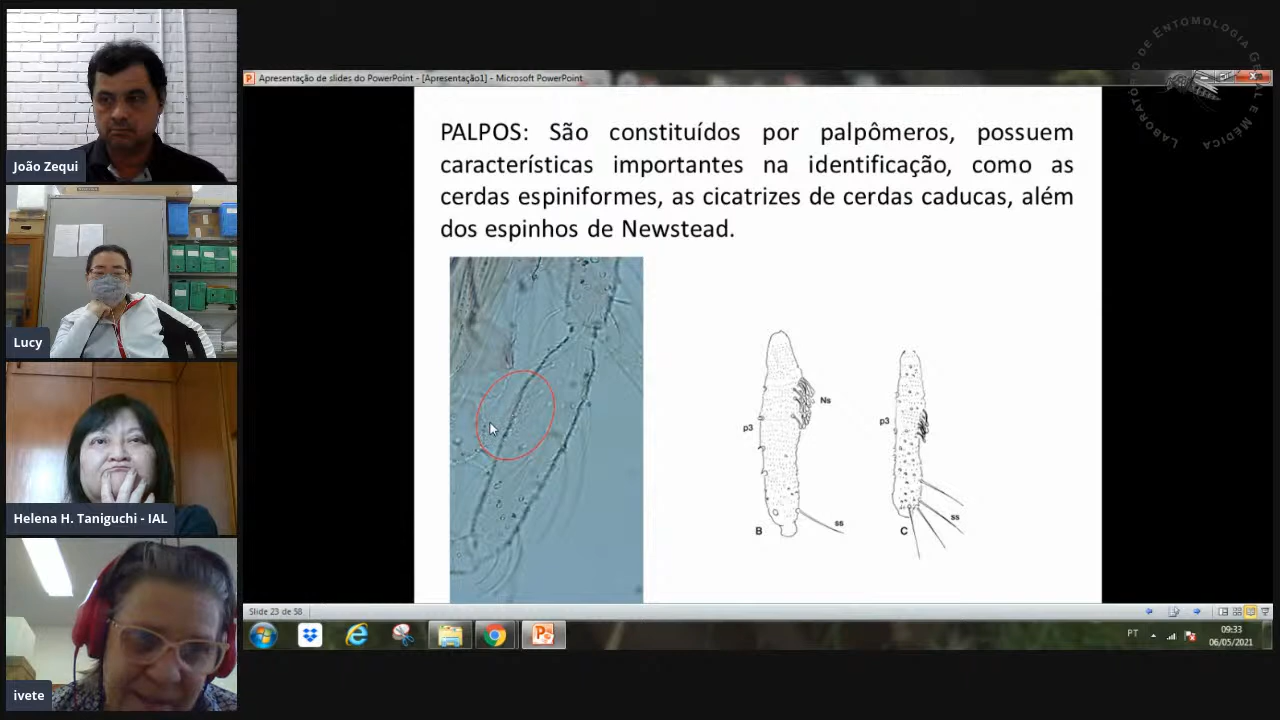 LABORATÓRIO DE ENTOMOLOGIA GERAL E MÉDICA
Apresentação de slides do PowerPoint - [Apresentação1] - Microsoft PowerPoint
PALPOS: São constituídos por palpômeros, possuem
características importantes na identificação, como as
cerdas espiniformes, as cicatrizes de cerdas caducas, além
dos espinhos de Newstead.
João Zequi
Lucy
Helena H. Taniguchi - IAL
ivete
Ns
p3
ss
B
p3
ss
C
Slide 23 de 58
PT
09:33
06/05/2021